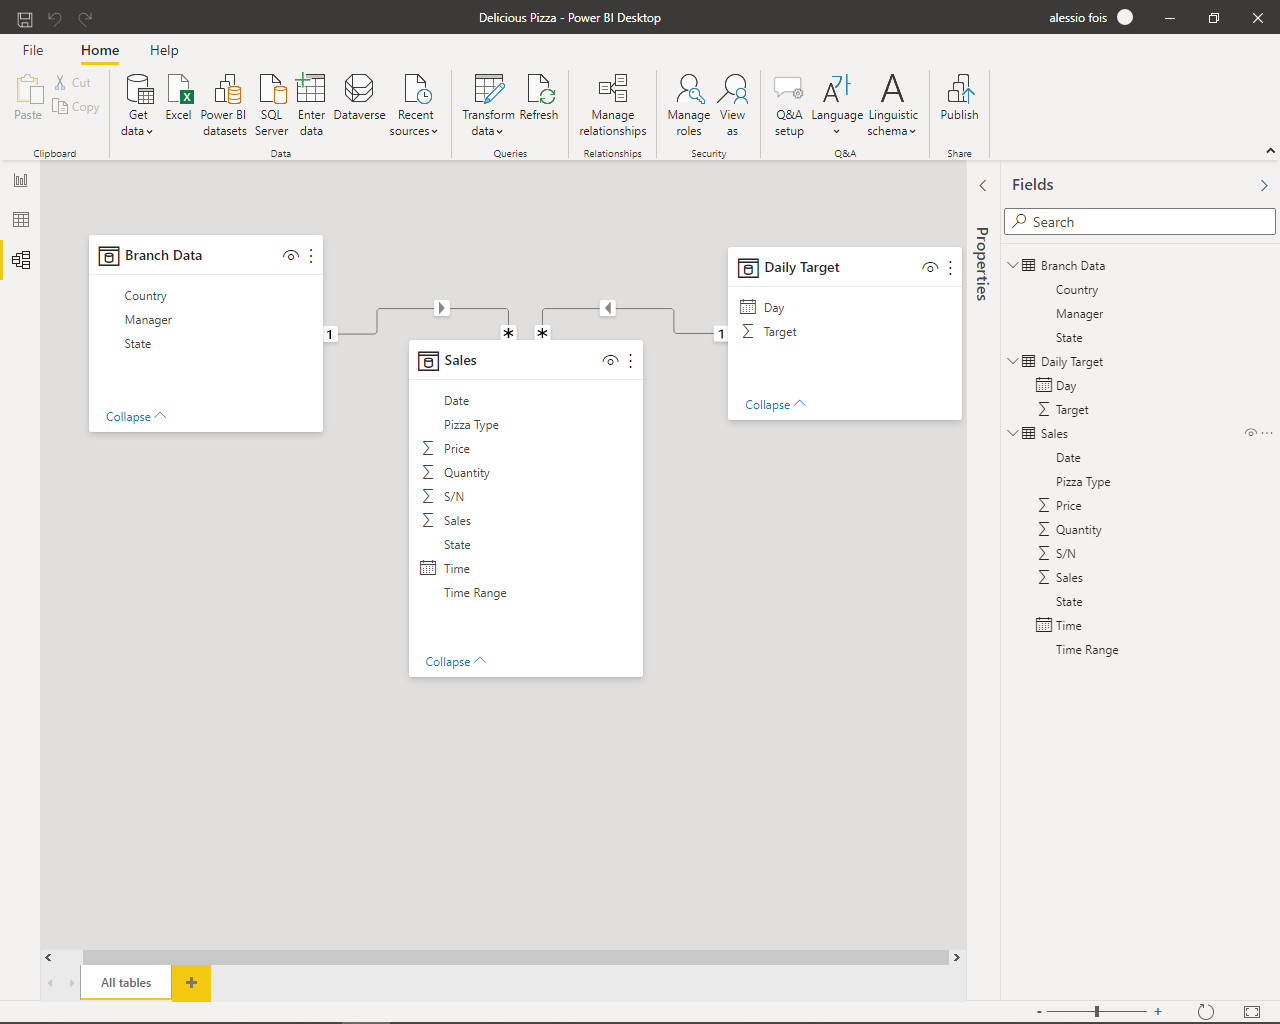 Delicious Pizza - Power BI Desktop
alessio fois
File
Home
Help
Paste
Cut
Copy
Get data
Excel
Power BI datasets
SQL Server
Enter data
Dataverse
Recent sources
Transform data
Refresh
Manage relationships
Manage roles
View as
Q&A setup
Language
Linguistic schema
Publish
Clipboard
Data
Queries
Relationships
Security
Q&A
Share
Branch Data
Country
Manager
State
Collapse
1
*
*
1
Daily Target
Day
Target
Collapse
Sales
Date
Pizza Type
Price
Quantity
S/N
Sales
State
Time
Time Range
Collapse
Properties
Fields
Search
Branch Data
Country
Manager
State
Daily Target
Day
Target
Sales
Date
Pizza Type
Price
Quantity
S/N
Sales
State
Time
Time Range
All tables
+
- +